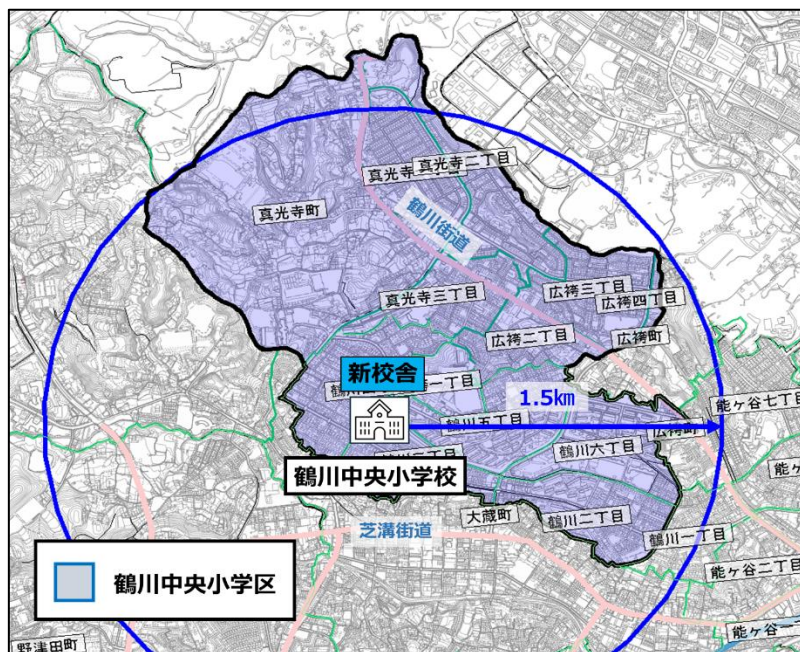 真光寺二丁目
真光寺
真光寺町
鶴川街道
真光寺三丁目
広袴三丁目
広袴四丁目
広袴二丁目
広袴町
新校舎
一丁目
1.5㎞
能ヶ谷七丁目
鶴川五丁目
広袴町
鶴川六丁目
能ヶ
鶴川中央小学校
大蔵町
鶴川二丁目
芝溝街道
鶴川一丁目
能ヶ谷二丁目
鶴川中央小学区
能ヶ谷一
野津田町